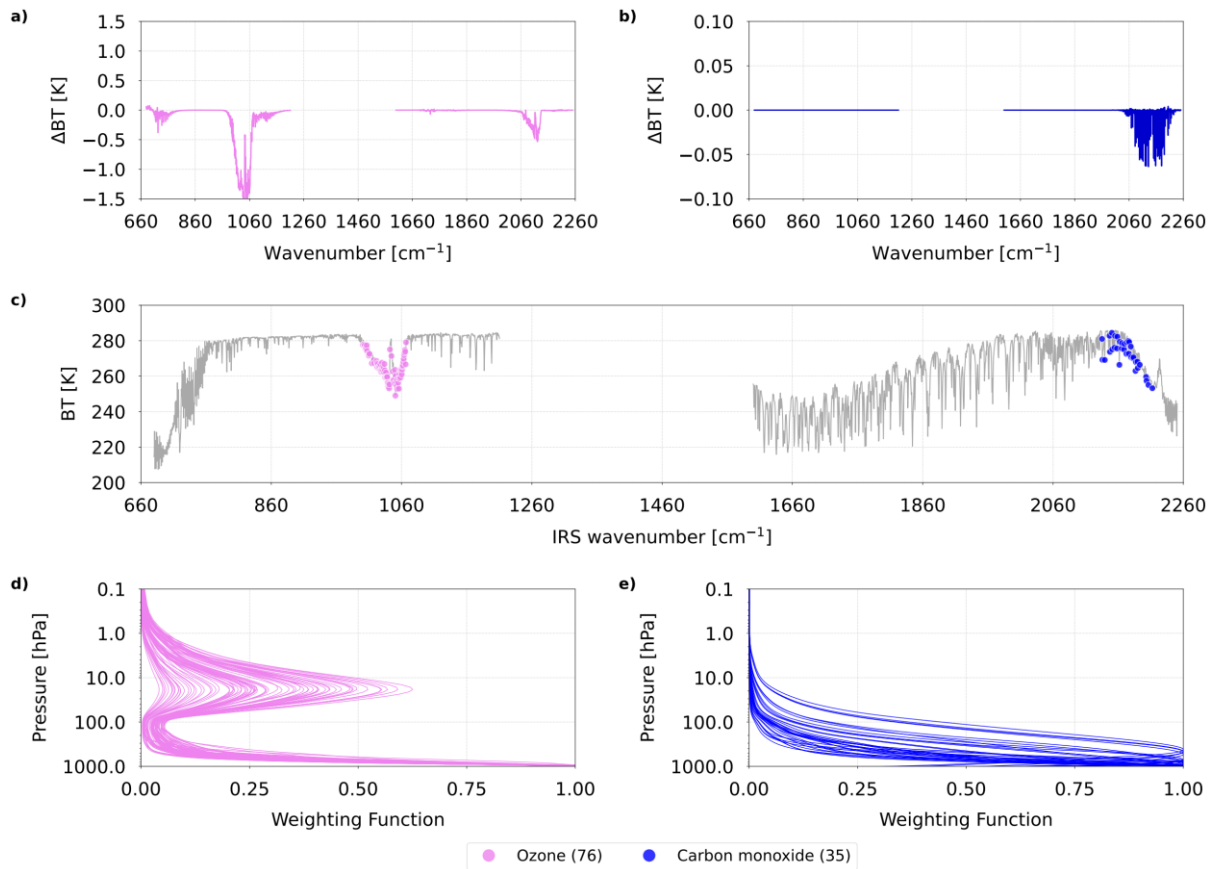 a)
1.5
1.0
0.5
0.0
−0.5
−1.0
−1.5
ΔBT [K]
660 860 1060 1260 1460 1660 1860 2060 2260
Wavenumber [cm⁻¹]
b)
0.10
0.05
0.00
−0.05
−0.10
ΔBT [K]
660 860 1060 1260 1460 1660 1860 2060 2260
Wavenumber [cm⁻¹]
c)
300
280
260
240
220
200
BT [K]
660 860 1060 1260 1460 1660 1860 2060 2260
IRS wavenumber [cm⁻¹]
d)
0.1
1.0
10.0
100.0
1000.0
Pressure [hPa]
0.00 0.25 0.50 0.75 1.00
Weighting Function
e)
0.1
1.0
10.0
100.0
1000.0
Pressure [hPa]
0.00 0.25 0.50 0.75 1.00
Weighting Function
Ozone (76) Carbon monoxide (35)